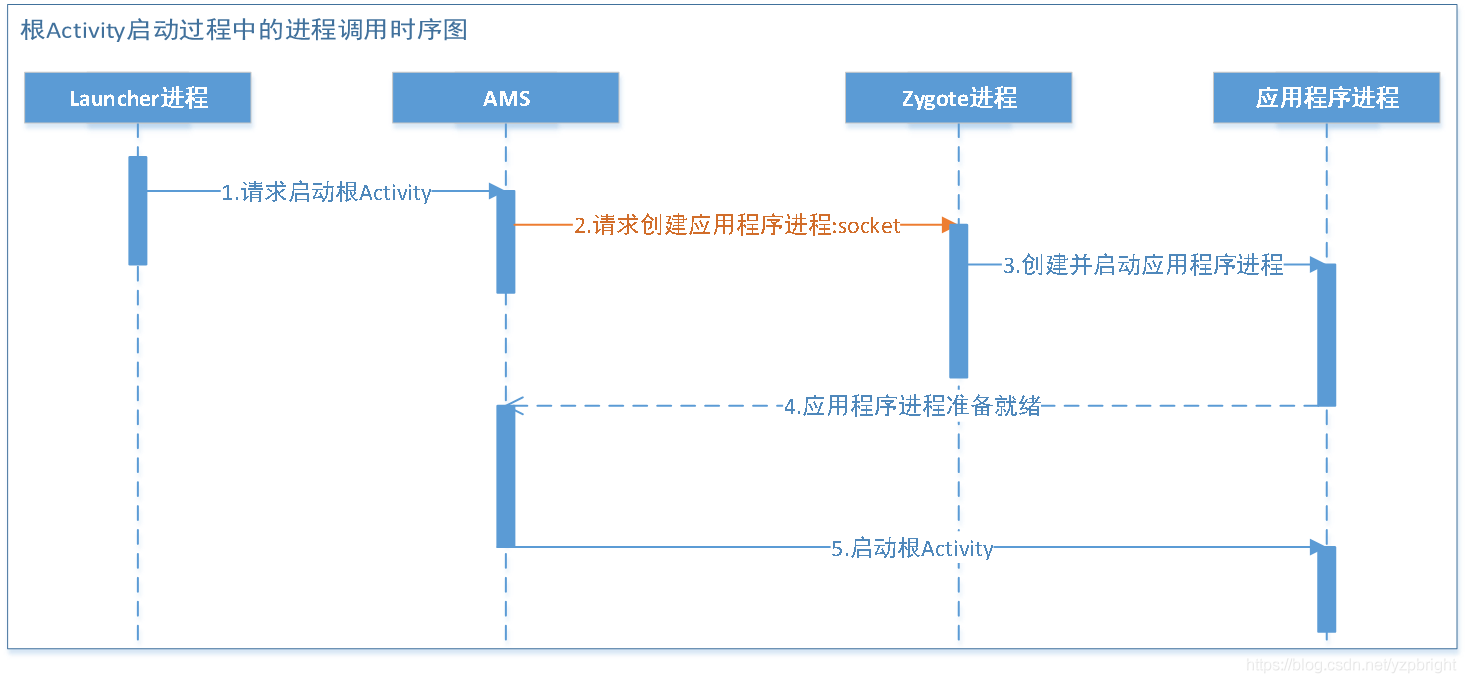 根Activity启动过程中的进程调用时序图
Launcher进程
AMS
Zygote进程
应用程序进程
1.请求启动根Activity
2.请求创建应用程序进程:socket
3.创建并启动应用程序进程
4.应用程序进程准备就绪
5.启动根Activity
https://blog.csdn.net/yzpbright